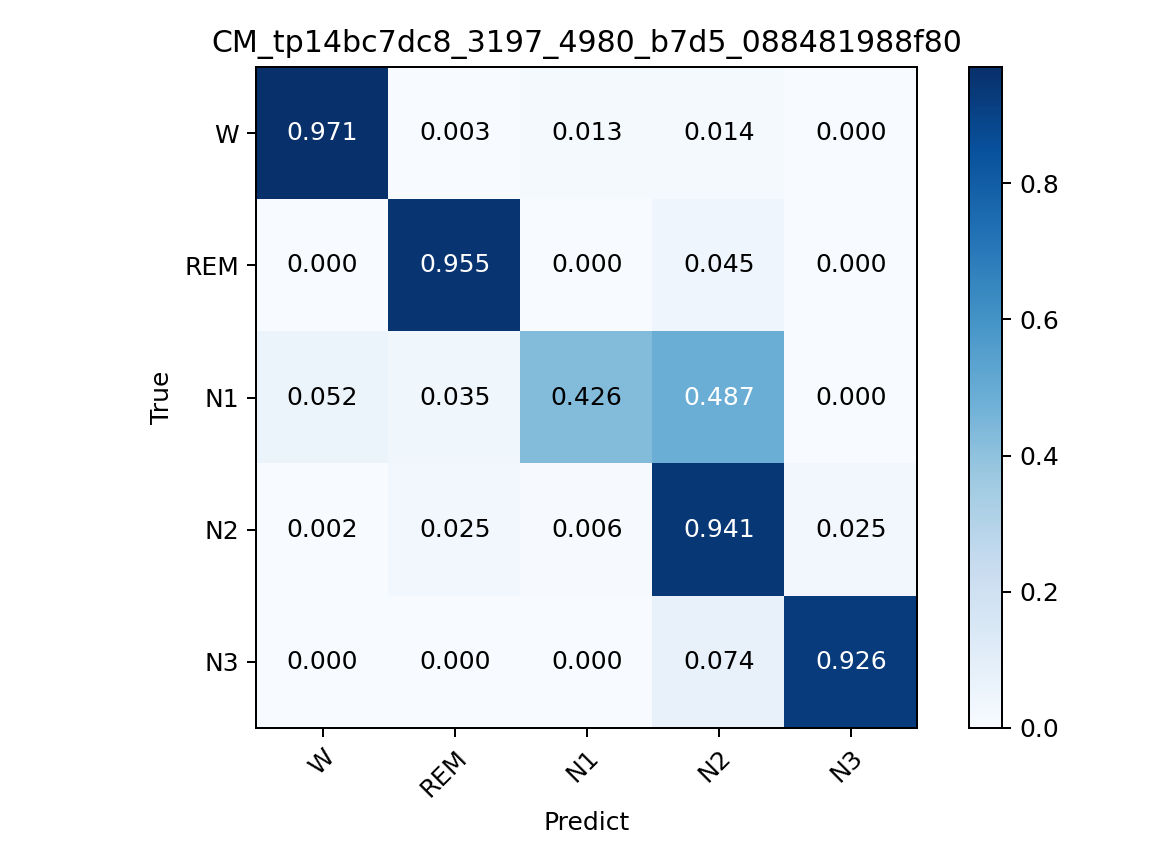 CM_tp14bc7dc8_3197_4980_b7d5_088481988f80
W 0.971 0.003 0.013 0.014 0.000
REM 0.000 0.955 0.000 0.045 0.000
N1 0.052 0.035 0.426 0.487 0.000
N2 0.002 0.025 0.006 0.941 0.025
N3 0.000 0.000 0.000 0.074 0.926
True
W REM N1 N2 N3
Predict
0.8
0.6
0.4
0.2
0.0